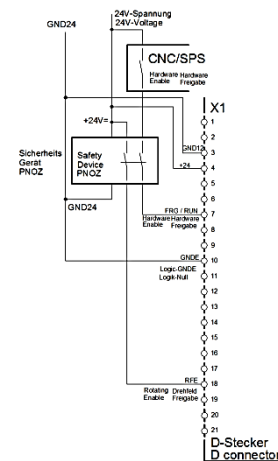 24V-Spannung
24V-Voltage
GND24
CNC/SPS
Hardware Hardware
Enable Freigabe
X1
1
2
+24V=
GND12
3
Sicherheits
Gerät
PNOZ
Safety
Device
PNOZ
+24
4
5
6
GND24
FRG / RUN
7
Hardware Hardware
Enable Freigabe
8
9
GNDE
10
Logic-GNDE
Logik-Null
11
12
13
14
15
16
17
RFE
18
Rotating Drehfeld
Enable Freigabe
19
20
21
D-Stecker
D connector